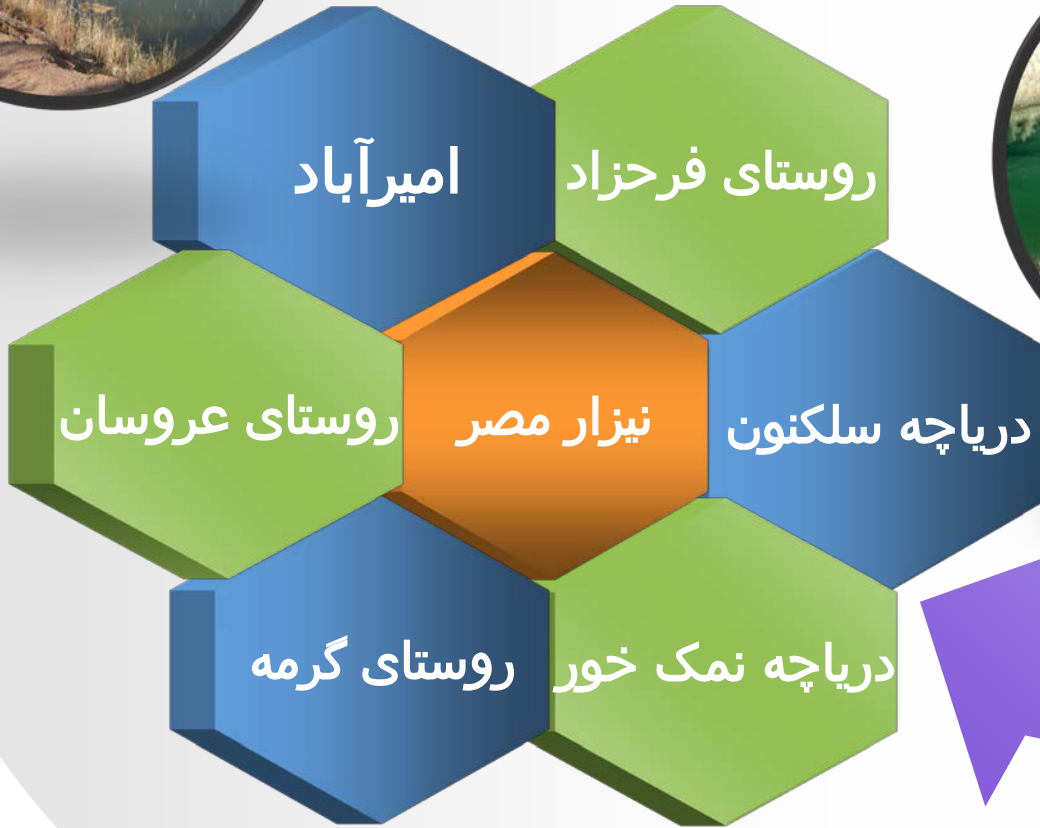 روستای فرحزاد
امیرآباد
دریاچه سلکنون
نیزار مصر
روستای عروسان
دریاچه نمک خور
روستای گرمه